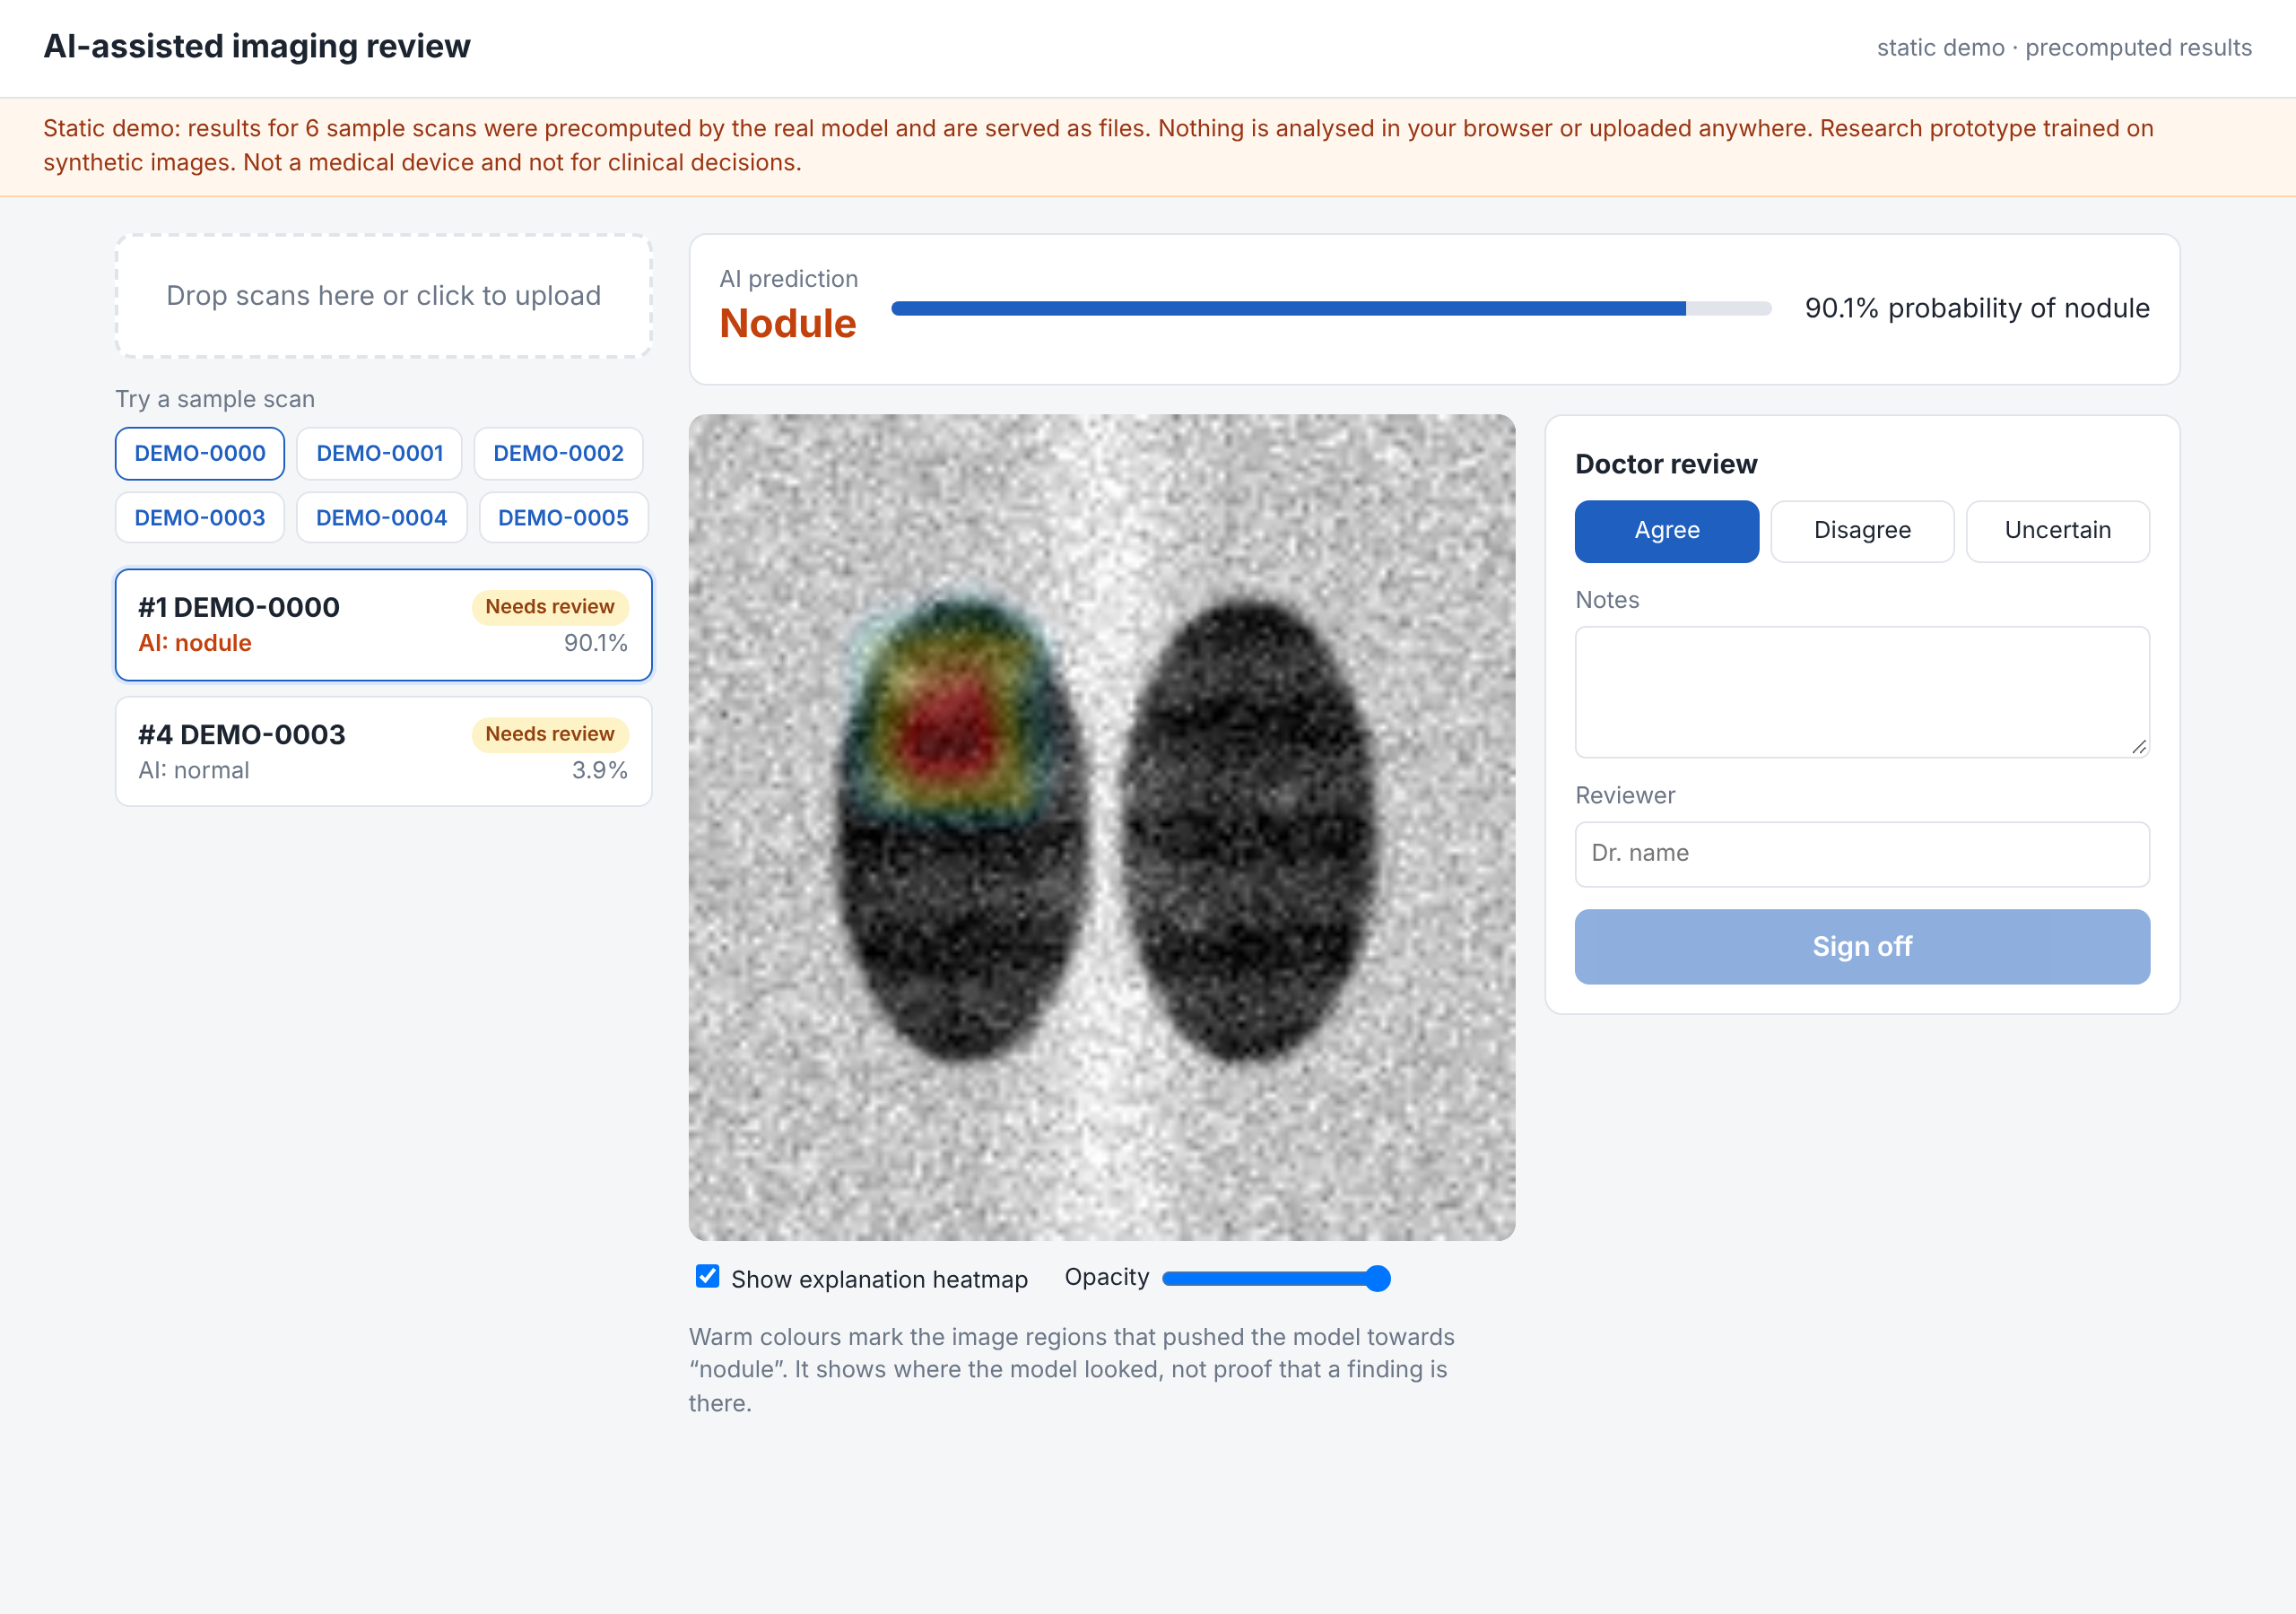 AI-assisted imaging review
static demo · precomputed results
Static demo: results for 6 sample scans were precomputed by the real model and are served as files. Nothing is analysed in your browser or uploaded anywhere. Research prototype trained on
synthetic images. Not a medical device and not for clinical decisions.
Drop scans here or click to upload
Try a sample scan
DEMO-0000
DEMO-0001
DEMO-0002
DEMO-0003
DEMO-0004
DEMO-0005
#1 DEMO-0000
Needs review
AI: nodule
90.1%
#4 DEMO-0003
Needs review
AI: normal
3.9%
AI prediction
Nodule
90.1% probability of nodule
Show explanation heatmap
Opacity
Warm colours mark the image regions that pushed the model towards
“nodule”. It shows where the model looked, not proof that a finding is
there.
Doctor review
Agree
Disagree
Uncertain
Notes
Reviewer
Dr. name
Sign off